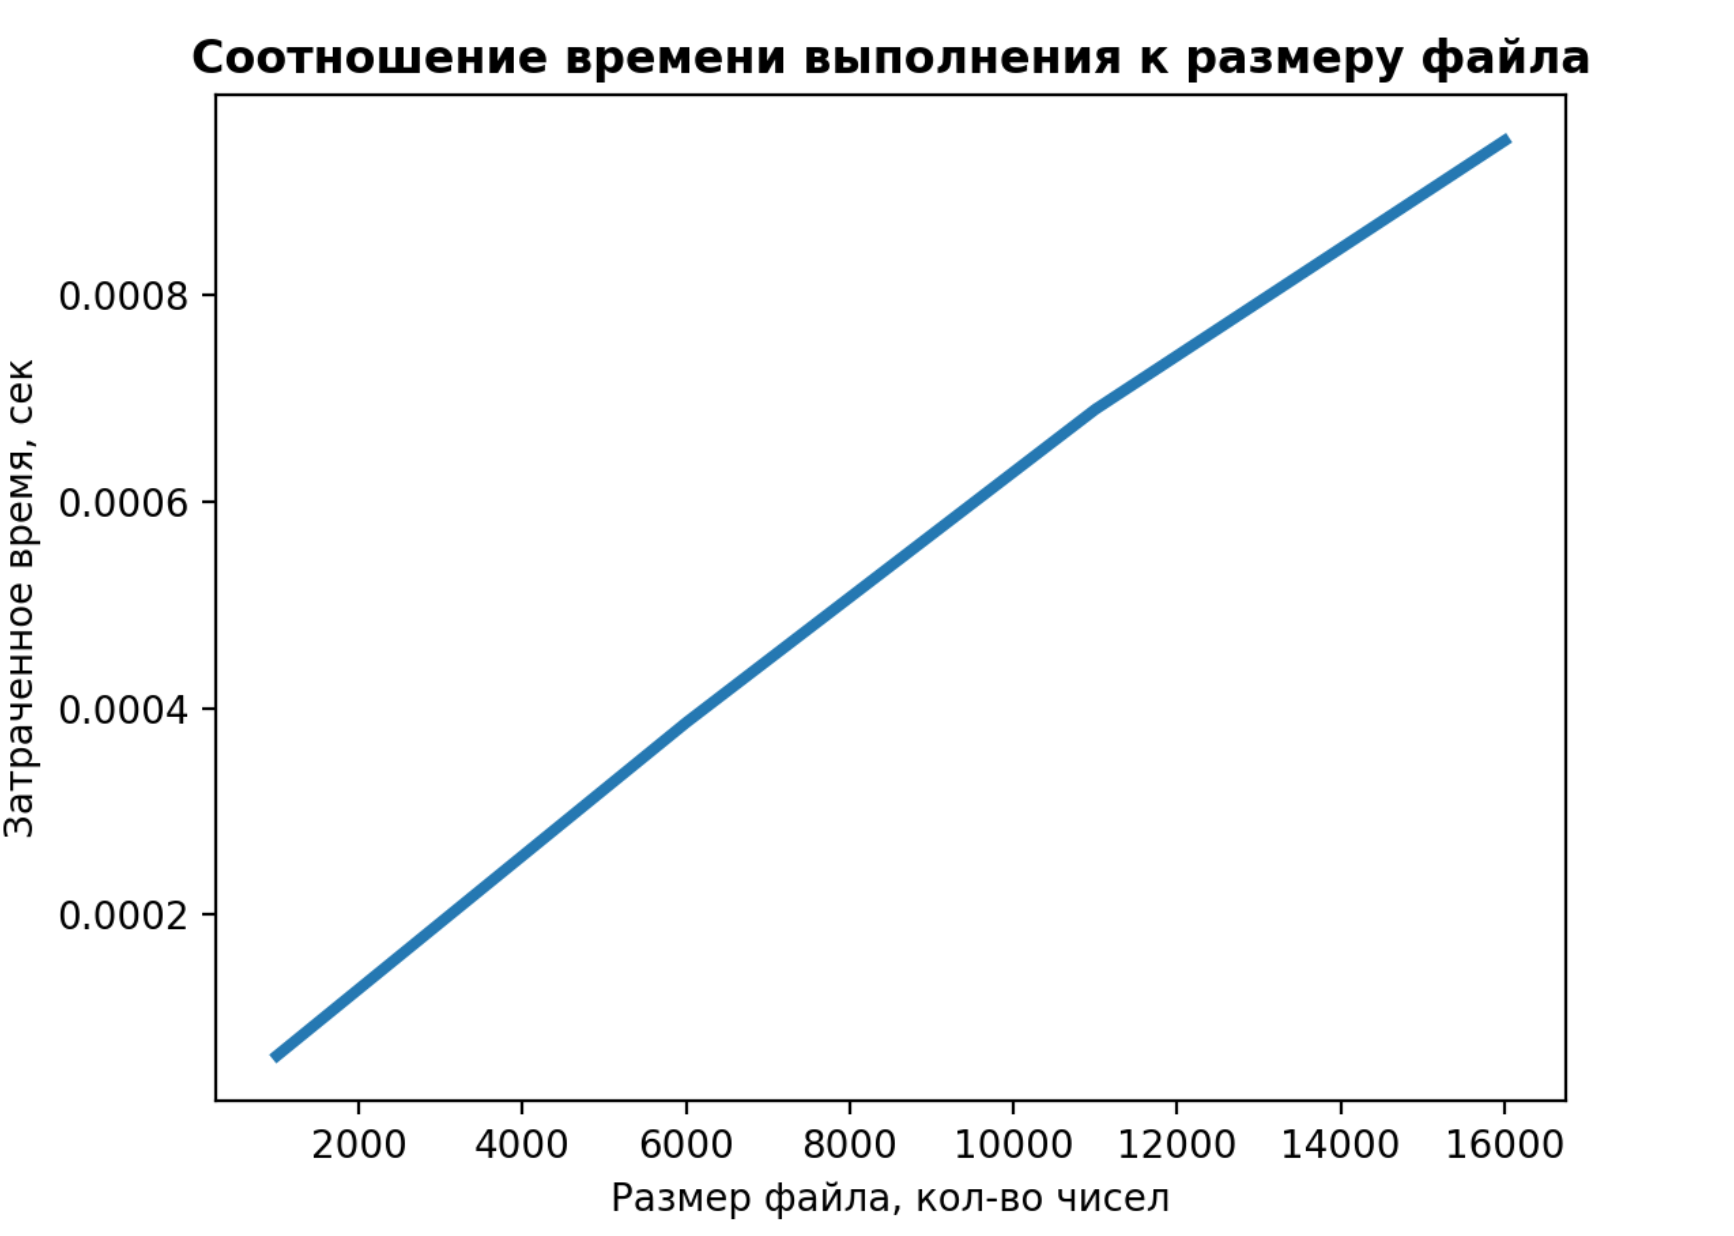 Соотношение времени выполнения к размеру файла
0.0008
0.0006
0.0004
0.0002
Затраченное время, сек
2000 4000 6000 8000 10000 12000 14000 16000
Размер файла, кол-во чисел